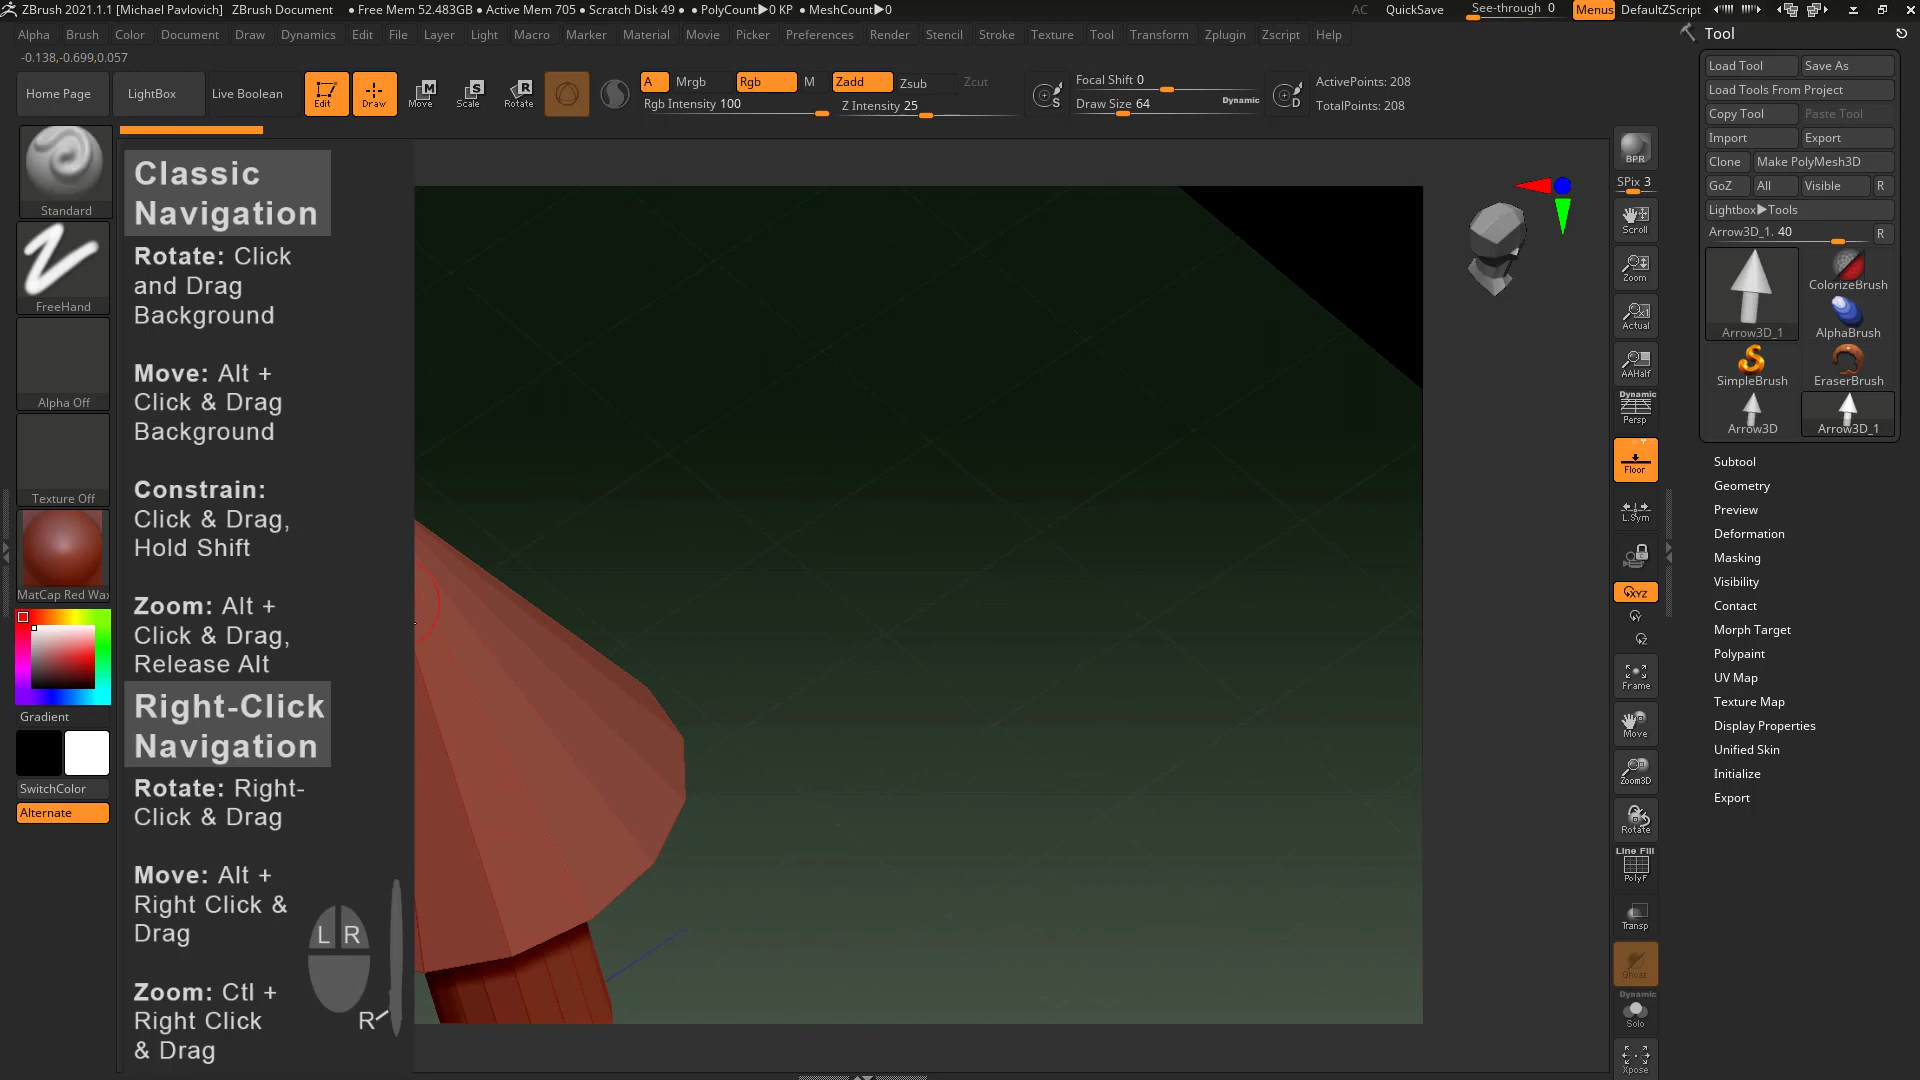 ZBrush 2021.1.1 [Michael Pavlovich] ZBrush Document • Free Mem 52.483GB • Active Mem 705 • Scratch Disk 49 • PolyCount▶0 KP • MeshCount▶0 AC QuickSave See-through 0 Menus DefaultZScript
Alpha Brush Color Document Draw Dynamics Edit File Layer Light Macro Marker Material Movie Picker Preferences Render Stencil Stroke Texture Tool Transform Zplugin Zscript Help
-0.138,-0.699,0.057
Home Page LightBox Live Boolean Edit Draw Move Scale Rotate
A Mrgb Rgb M Zadd Zsub Zcut
Rgb Intensity 100 Z Intensity 25
Focal Shift 0
Draw Size 64 Dynamic
ActivePoints: 208
TotalPoints: 208
M
S
R
S
D
Standard
FreeHand
Alpha Off
Texture Off
MatCap Red Wax
Gradient
SwitchColor
Alternate
Classic
Navigation
Rotate: Click
and Drag
Background
Move: Alt +
Click & Drag
Background
Constrain:
Click & Drag,
Hold Shift
Zoom: Alt +
Click & Drag,
Release Alt
Right-Click
Navigation
Rotate: Right-
Click & Drag
Move: Alt +
Right Click &
Drag
Zoom: Ctl +
Right Click
& Drag
L R
R
BPR
SPix 3
Scroll
Zoom
Actual
AAHalf
Dynamic
Persp
Floor
L.Sym
XYZ
Y
Z
Frame
Move
Zoom3D
Rotate
Line Fill
PolyF
Transp
Ghost
Dynamic
Solo
Xpose
Tool
Load Tool Save As
Load Tools From Project
Copy Tool Paste Tool
Import Export
Clone Make PolyMesh3D
GoZ All Visible R
Lightbox▶Tools
Arrow3D_1. 40 R
Arrow3D_1 ColorizeBrush
AlphaBrush
SimpleBrush EraserBrush
Arrow3D Arrow3D_1
Subtool
Geometry
Preview
Deformation
Masking
Visibility
Contact
Morph Target
Polypaint
UV Map
Texture Map
Display Properties
Unified Skin
Initialize
Export